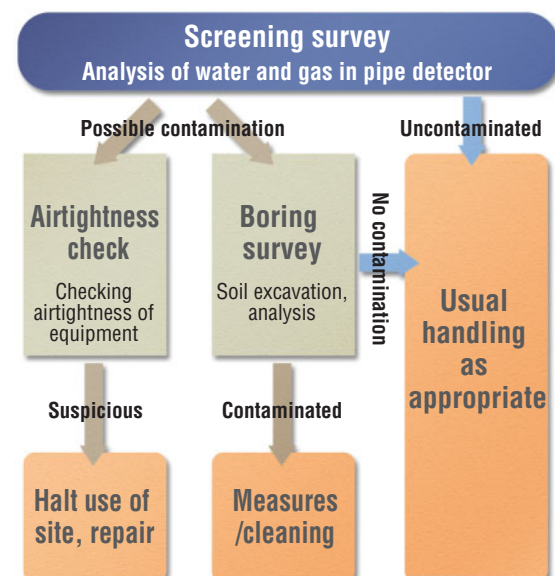 Screening survey
Analysis of water and gas in pipe detector
Possible contamination
Uncontaminated
Airtightness
check
Checking
airtightness of
equipment
Boring
survey
Soil excavation,
analysis
No contamination
Usual
handling
as
appropriate
Suspicious
Contaminated
Halt use of
site, repair
Measures
/cleaning